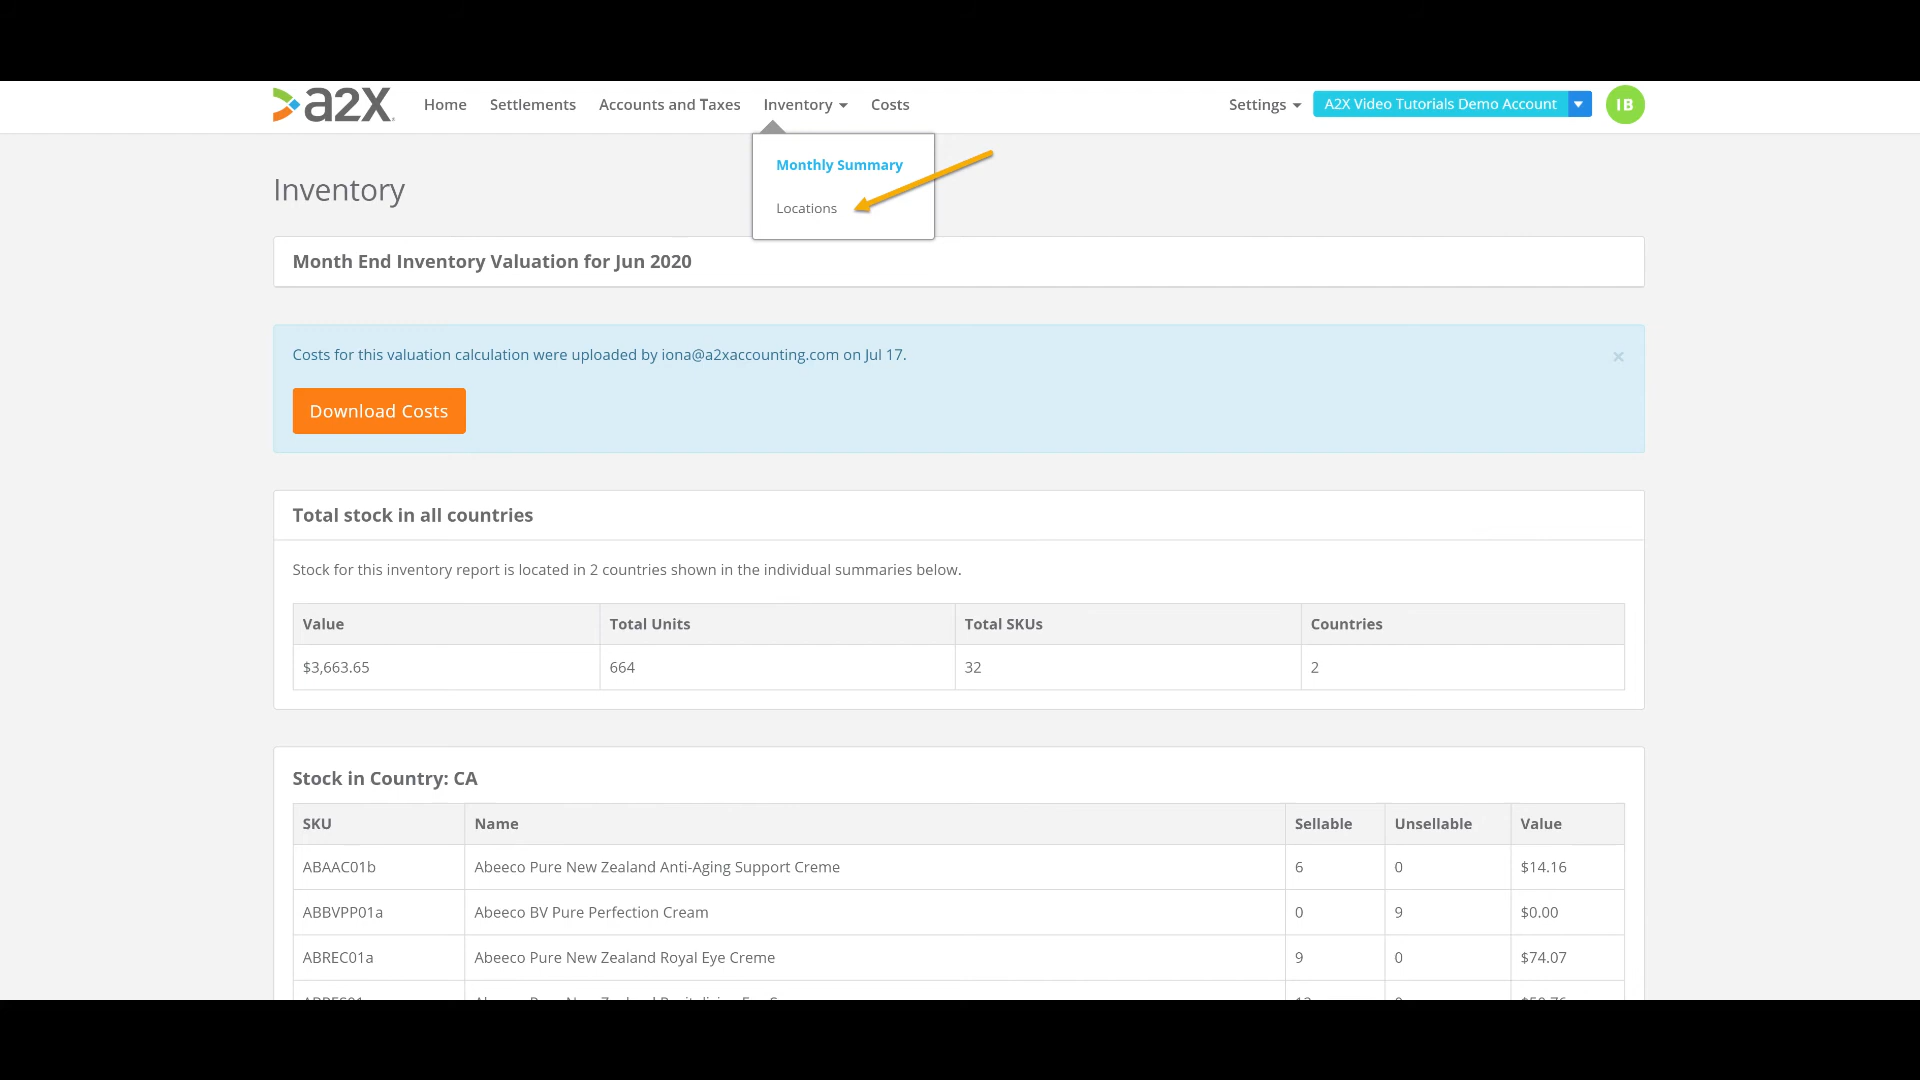 a2x Home Settlements Accounts and Taxes Inventory Costs Settings A2X Video Tutorials Demo Account IB
Monthly Summary
Locations
Inventory
Month End Inventory Valuation for Jun 2020
Costs for this valuation calculation were uploaded by iona@a2xaccounting.com on Jul 17.
×
Download Costs
Total stock in all countries
Stock for this inventory report is located in 2 countries shown in the individual summaries below.
Value Total Units Total SKUs Countries
$3,663.65 664 32 2
Stock in Country: CA
SKU Name Sellable Unsellable Value
ABAAC01b Abeeco Pure New Zealand Anti-Aging Support Creme 6 0 $14.16
ABBVPP01a Abeeco BV Pure Perfection Cream 0 9 $0.00
ABREC01a Abeeco Pure New Zealand Royal Eye Creme 9 0 $74.07